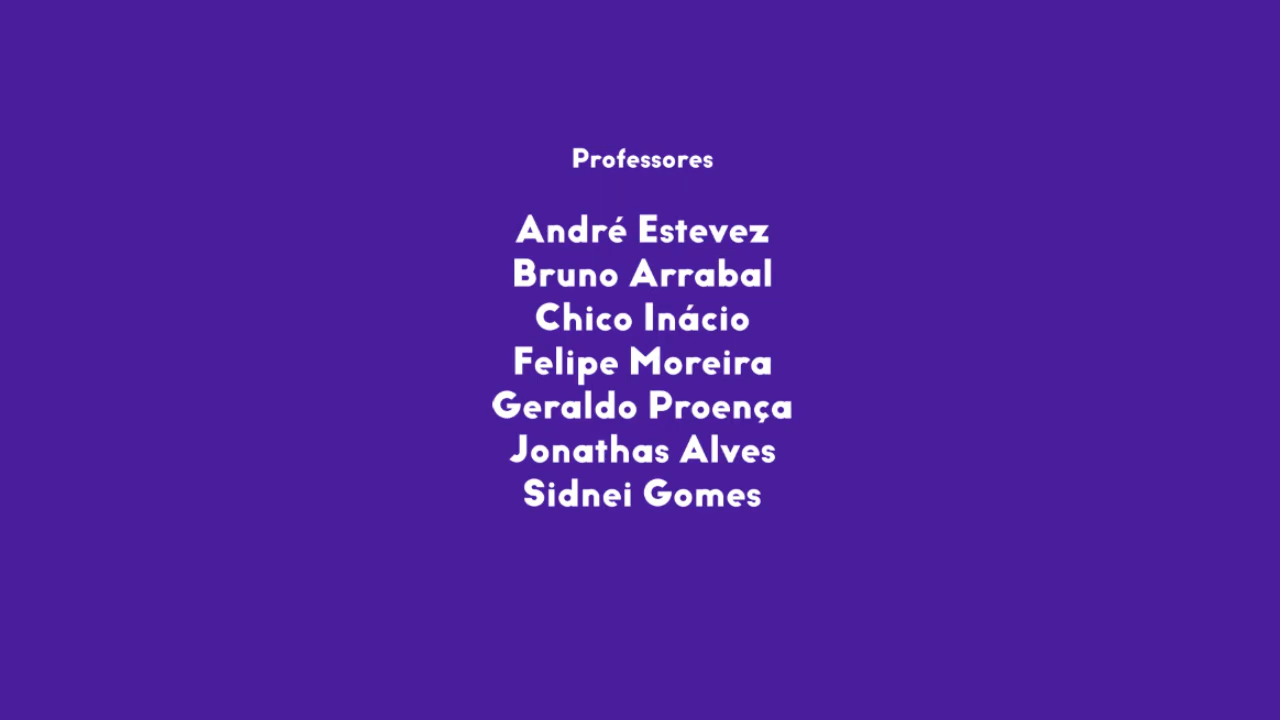 Professores
André Estevez
Bruno Arrabal
Chico Inácio
Felipe Moreira
Geraldo Proença
Jonathas Alves
Sidnei Gomes